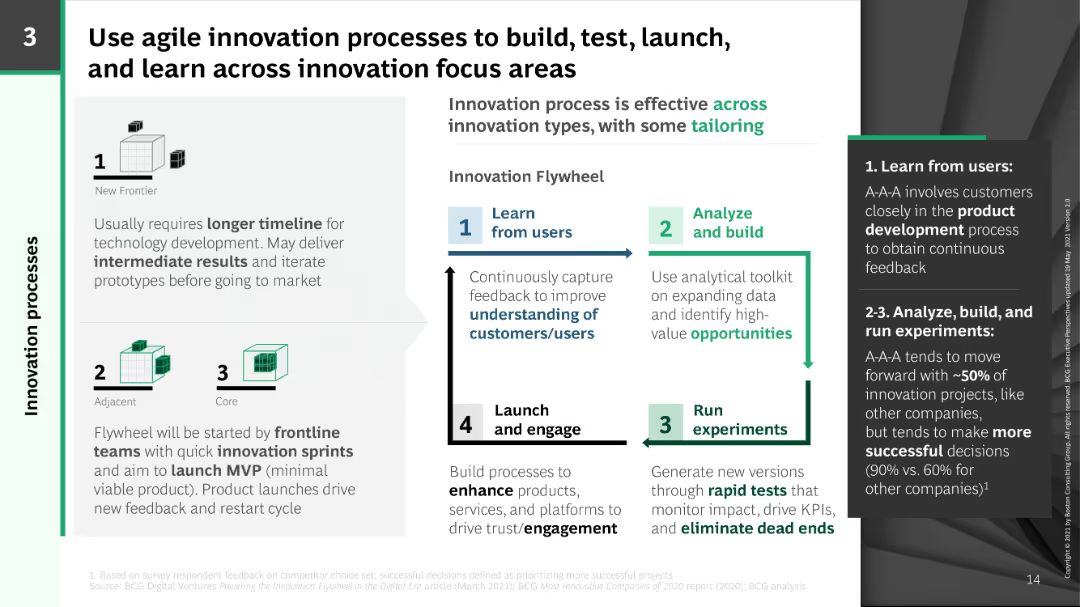 3
Use agile innovation processes to build, test, launch,
and learn across innovation focus areas
Innovation processes
1
New Frontier
Usually requires longer timeline for
technology development. May deliver
intermediate results and iterate
prototypes before going to market
2
Adjacent
3
Core
Flywheel will be started by frontline
teams with quick innovation sprints
and aim to launch MVP (minimal
viable product). Product launches drive
new feedback and restart cycle
Innovation process is effective across
innovation types, with some tailoring
Innovation Flywheel
1
Learn
from users
Continuously capture
feedback to improve
understanding of
customers/users
2
Analyze
and build
Use analytical toolkit
on expanding data
and identify high-
value opportunities
4
Launch
and engage
Build processes to
enhance products,
services, and platforms to
drive trust/engagement
3
Run
experiments
Generate new versions
through rapid tests that
monitor impact, drive KPIs,
and eliminate dead ends
1. Learn from users:
A-A-A involves customers
closely in the product
development process
to obtain continuous
feedback
2-3. Analyze, build, and
run experiments:
A-A-A tends to move
forward with ~50% of
innovation projects, like
other companies,
but tends to make more
successful decisions
(90% vs. 60% for
other companies)1
1. Based on survey respondent feedback on competitor choice set; successful decisions defined as prioritizing more successful projects
Source: BCG Digital Ventures Powering the Innovation Flywheel in the Digital Era article (March 2021); BCG Most Innovative Companies of 2020 report (2020); BCG analysis
14
Copyright © 2021 by Boston Consulting Group. All rights reserved. BCG Executive Perspectives updated 19 May 2021 Version 2.0